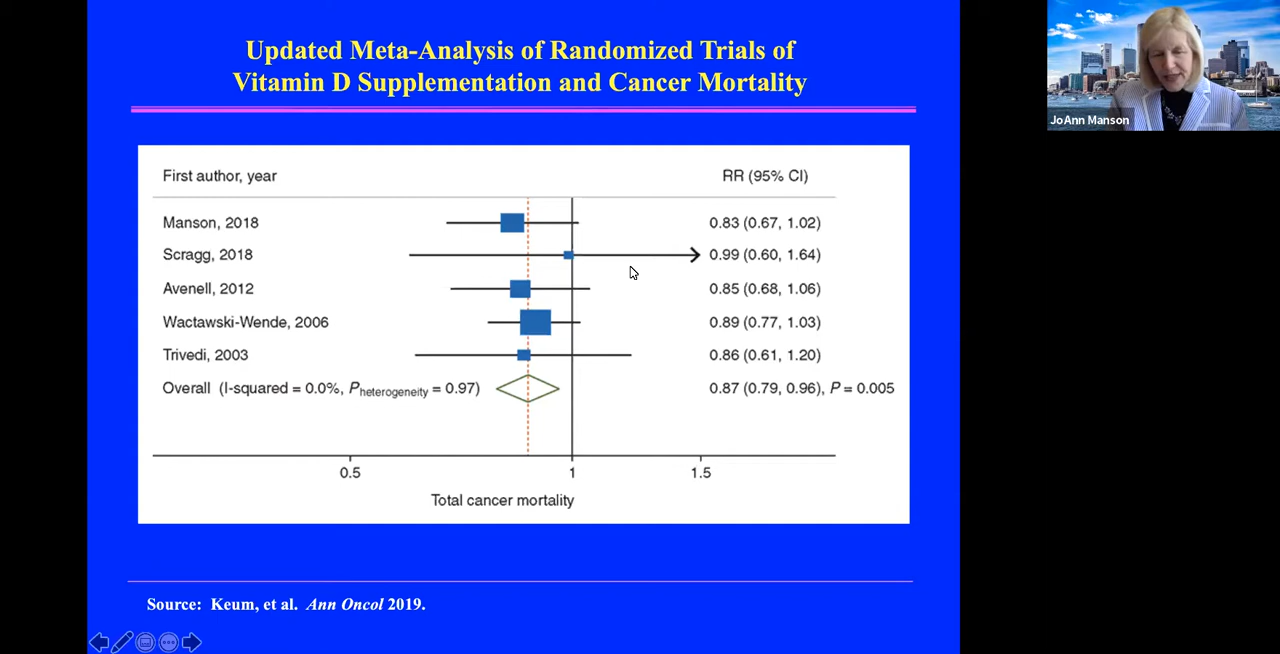 Updated Meta-Analysis of Randomized Trials of
Vitamin D Supplementation and Cancer Mortality
JoAnn Manson
First author, year RR (95% CI)
Manson, 2018 0.83 (0.67, 1.02)
Scragg, 2018 0.99 (0.60, 1.64)
Avenell, 2012 0.85 (0.68, 1.06)
Wactawski-Wende, 2006 0.89 (0.77, 1.03)
Trivedi, 2003 0.86 (0.61, 1.20)
Overall (I-squared = 0.0%, Pheterogeneity = 0.97) 0.87 (0.79, 0.96), P = 0.005
0.5 1 1.5
Total cancer mortality
Source: Keum, et al. Ann Oncol 2019.